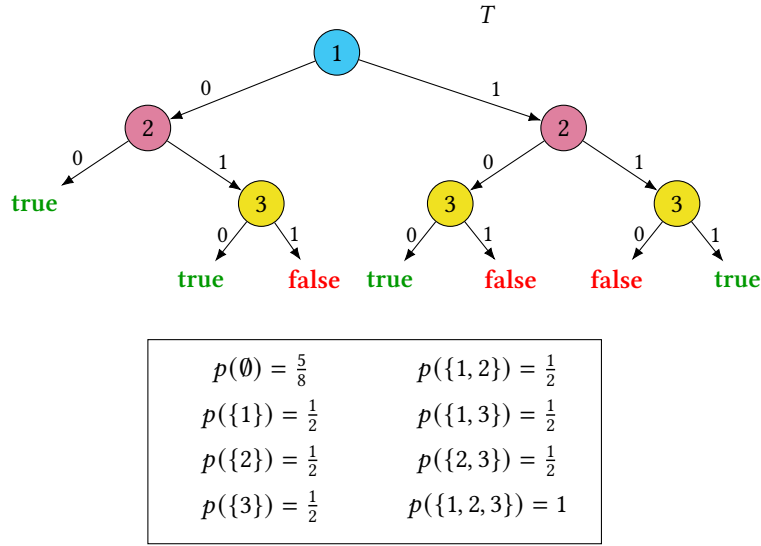 T
1
0
1
2
2
0
1
0
1
true
3
3
3
0
1
0
1
0
1
true
false
true
false
false
true
p(∅) = 5/8
p({1, 2}) = 1/2
p({1}) = 1/2
p({1, 3}) = 1/2
p({2}) = 1/2
p({2, 3}) = 1/2
p({3}) = 1/2
p({1, 2, 3}) = 1